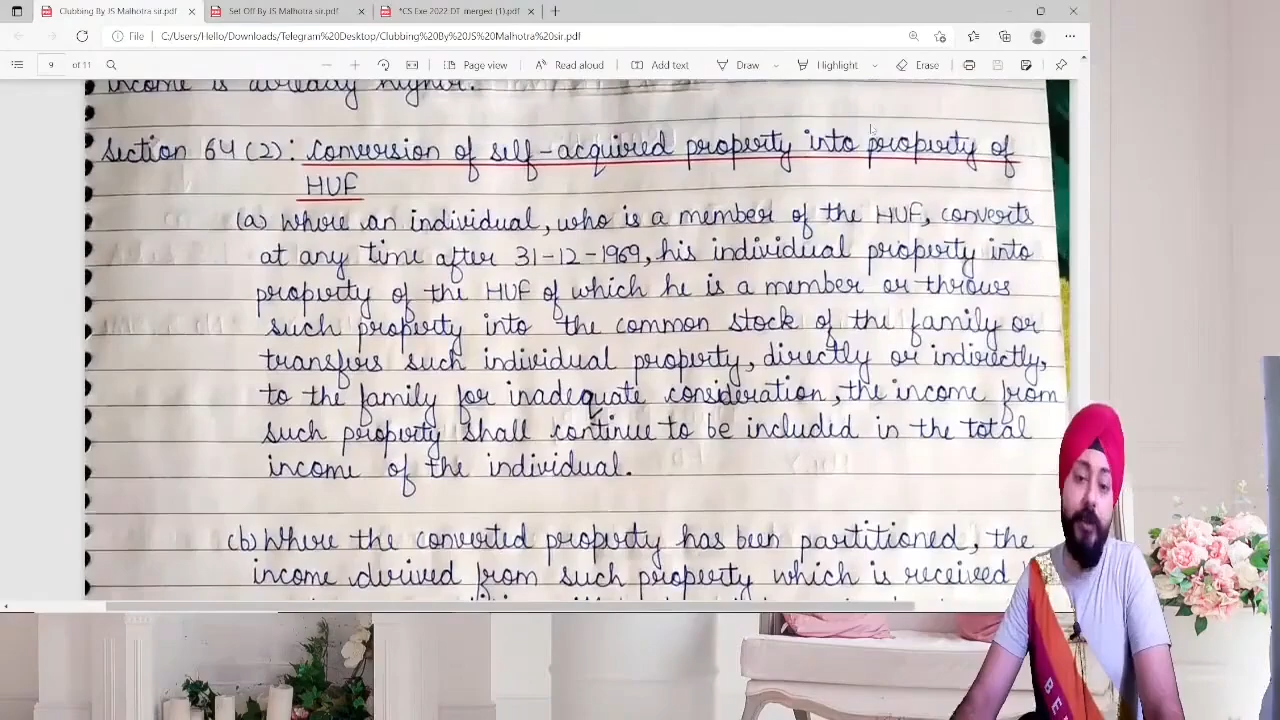 Clubbing By JS Malhotra sir.pdf
Set Off By JS Malhotra sir.pdf
*CS Exe 2022 DT merged (1).pdf
File
C:/Users/Hello/Downloads/Telegram%20Desktop/Clubbing%20By%20JS%20Malhotra%20sir.pdf
9 of 11
Page view
Read aloud
Add text
Draw
Highlight
Erase
income is already higher.
Section 64(2): Conversion of self-acquired property into property of
HUF
(a) Where an individual, who is a member of the HUF, converts
at any time after 31-12-1969, his individual property into
property of the HUF of which he is a member or throws
such property into the common stock of the family or
transfers such individual property, directly or indirectly,
to the family for inadequate consideration, the income from
such property shall continue to be included in the total
income of the individual.
(b) Where the converted property has been partitioned, the
income derived from such property which is received